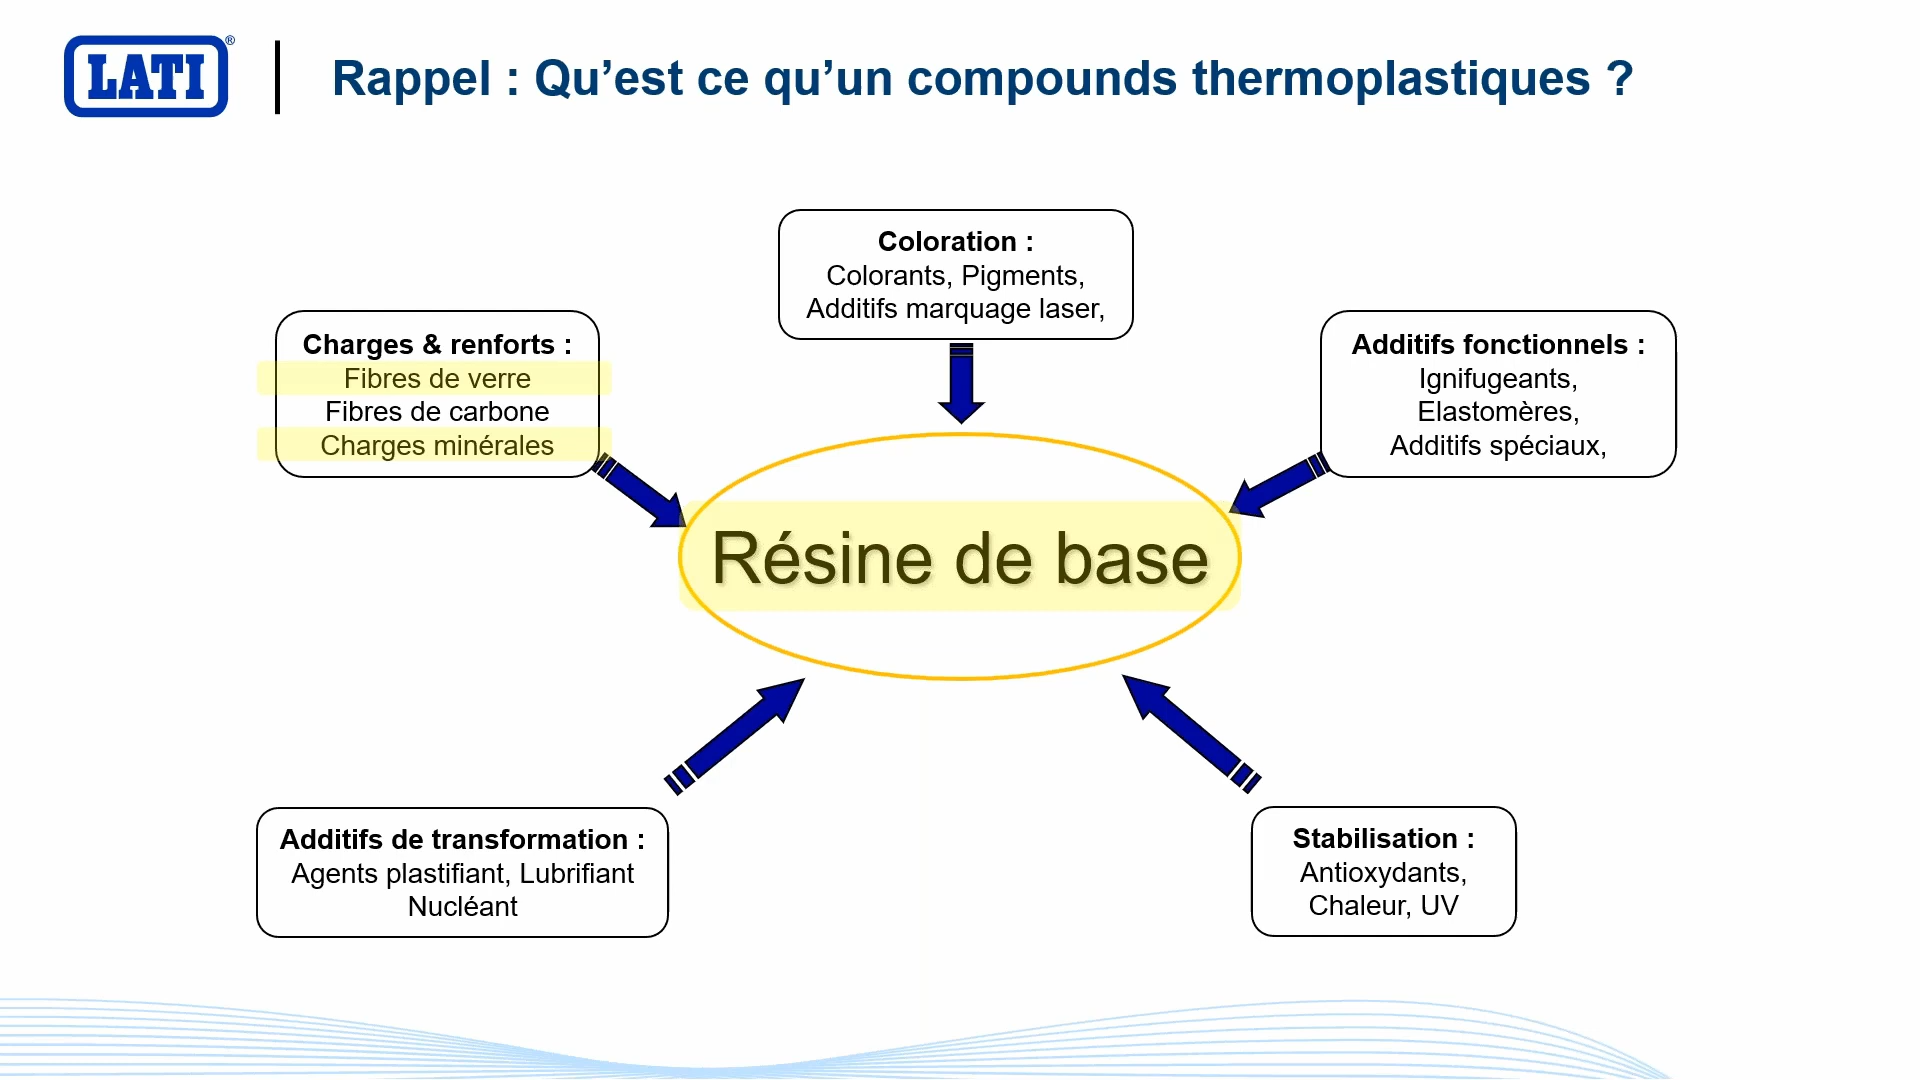 LATI®
Rappel : Qu’est ce qu’un compounds thermoplastiques ?
Coloration :
Colorants, Pigments,
Additifs marquage laser,
Charges & renforts :
Fibres de verre
Fibres de carbone
Charges minérales
Additifs fonctionnels :
Ignifugeants,
Elastomères,
Additifs spéciaux,
Résine de base
Additifs de transformation :
Agents plastifiant, Lubrifiant
Nucléant
Stabilisation :
Antioxydants,
Chaleur, UV